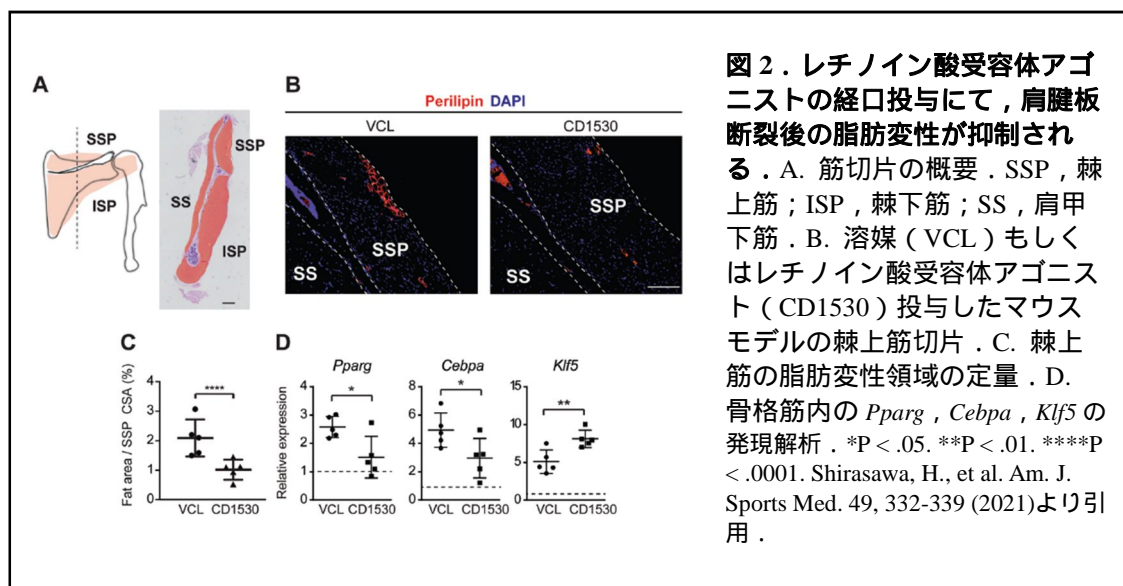 A
SSP
ISP
SSP
SS
ISP
B
Perilipin DAPI
VCL
CD1530
SSP
SS
SSP
SS
C
Fat area / SSP CSA (%)
4
3
2
1
0
****
VCL CD1530
D
Relative expression
Pparg
4
3
2
1
0
*
VCL CD1530
Cebpa
8
6
4
2
0
*
VCL CD1530
Klf5
15
10
5
0
**
VCL CD1530
図 2．レチノイン酸受容体アゴ
ニストの経口投与にて，肩腱板
断裂後の脂肪変性が抑制され
る．A. 筋切片の概要．SSP，棘
上筋；ISP，棘下筋；SS，肩甲
下筋．B. 溶媒（VCL）もしく
はレチノイン酸受容体アゴニス
ト（CD1530）投与したマウス
モデルの棘上筋切片．C. 棘上
筋の脂肪変性領域の定量．D.
骨格筋内の Pparg，Cebpa，Klf5 の
発現解析．*P < .05. **P < .01. ****P
< .0001. Shirasawa, H., et al. Am. J.
Sports Med. 49, 332-339 (2021)より引
用．